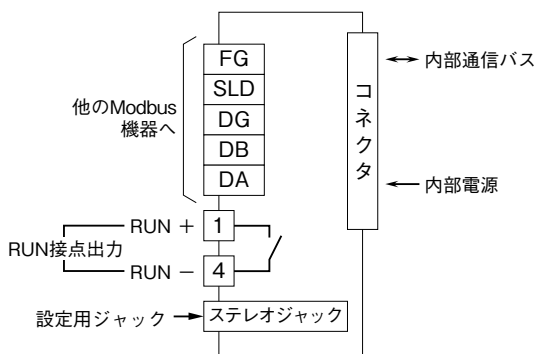 他のModbus
機器へ
FG
SLD
DG
DB
DA
コネクタ
内部通信バス
内部電源
RUN接点出力
RUN +
1
RUN −
4
設定用ジャック
ステレオジャック